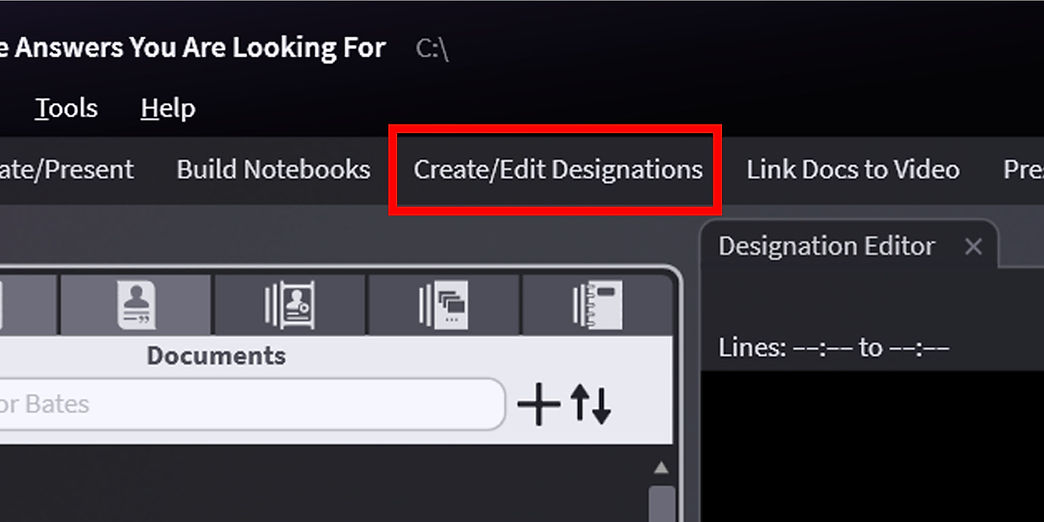 Answers You Are Looking For C:\
Tools Help
ate/Present Build Notebooks Create/Edit Designations Link Docs to Video Pre
Designation Editor ×
Documents
Lines: --:-- to --:--
or Bates